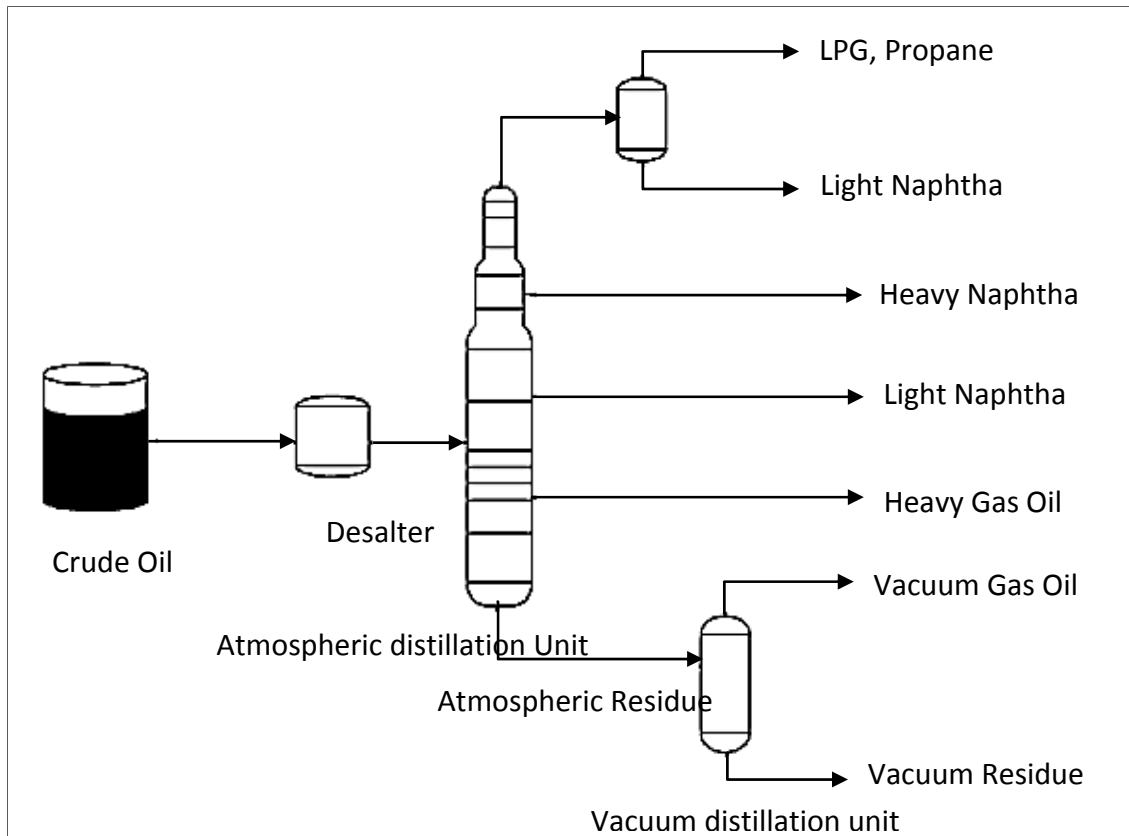 LPG, Propane
Light Naphtha
Heavy Naphtha
Light Naphtha
Heavy Gas Oil
Desalter
Crude Oil
Vacuum Gas Oil
Atmospheric distillation Unit
Atmospheric Residue
Vacuum Residue
Vacuum distillation unit